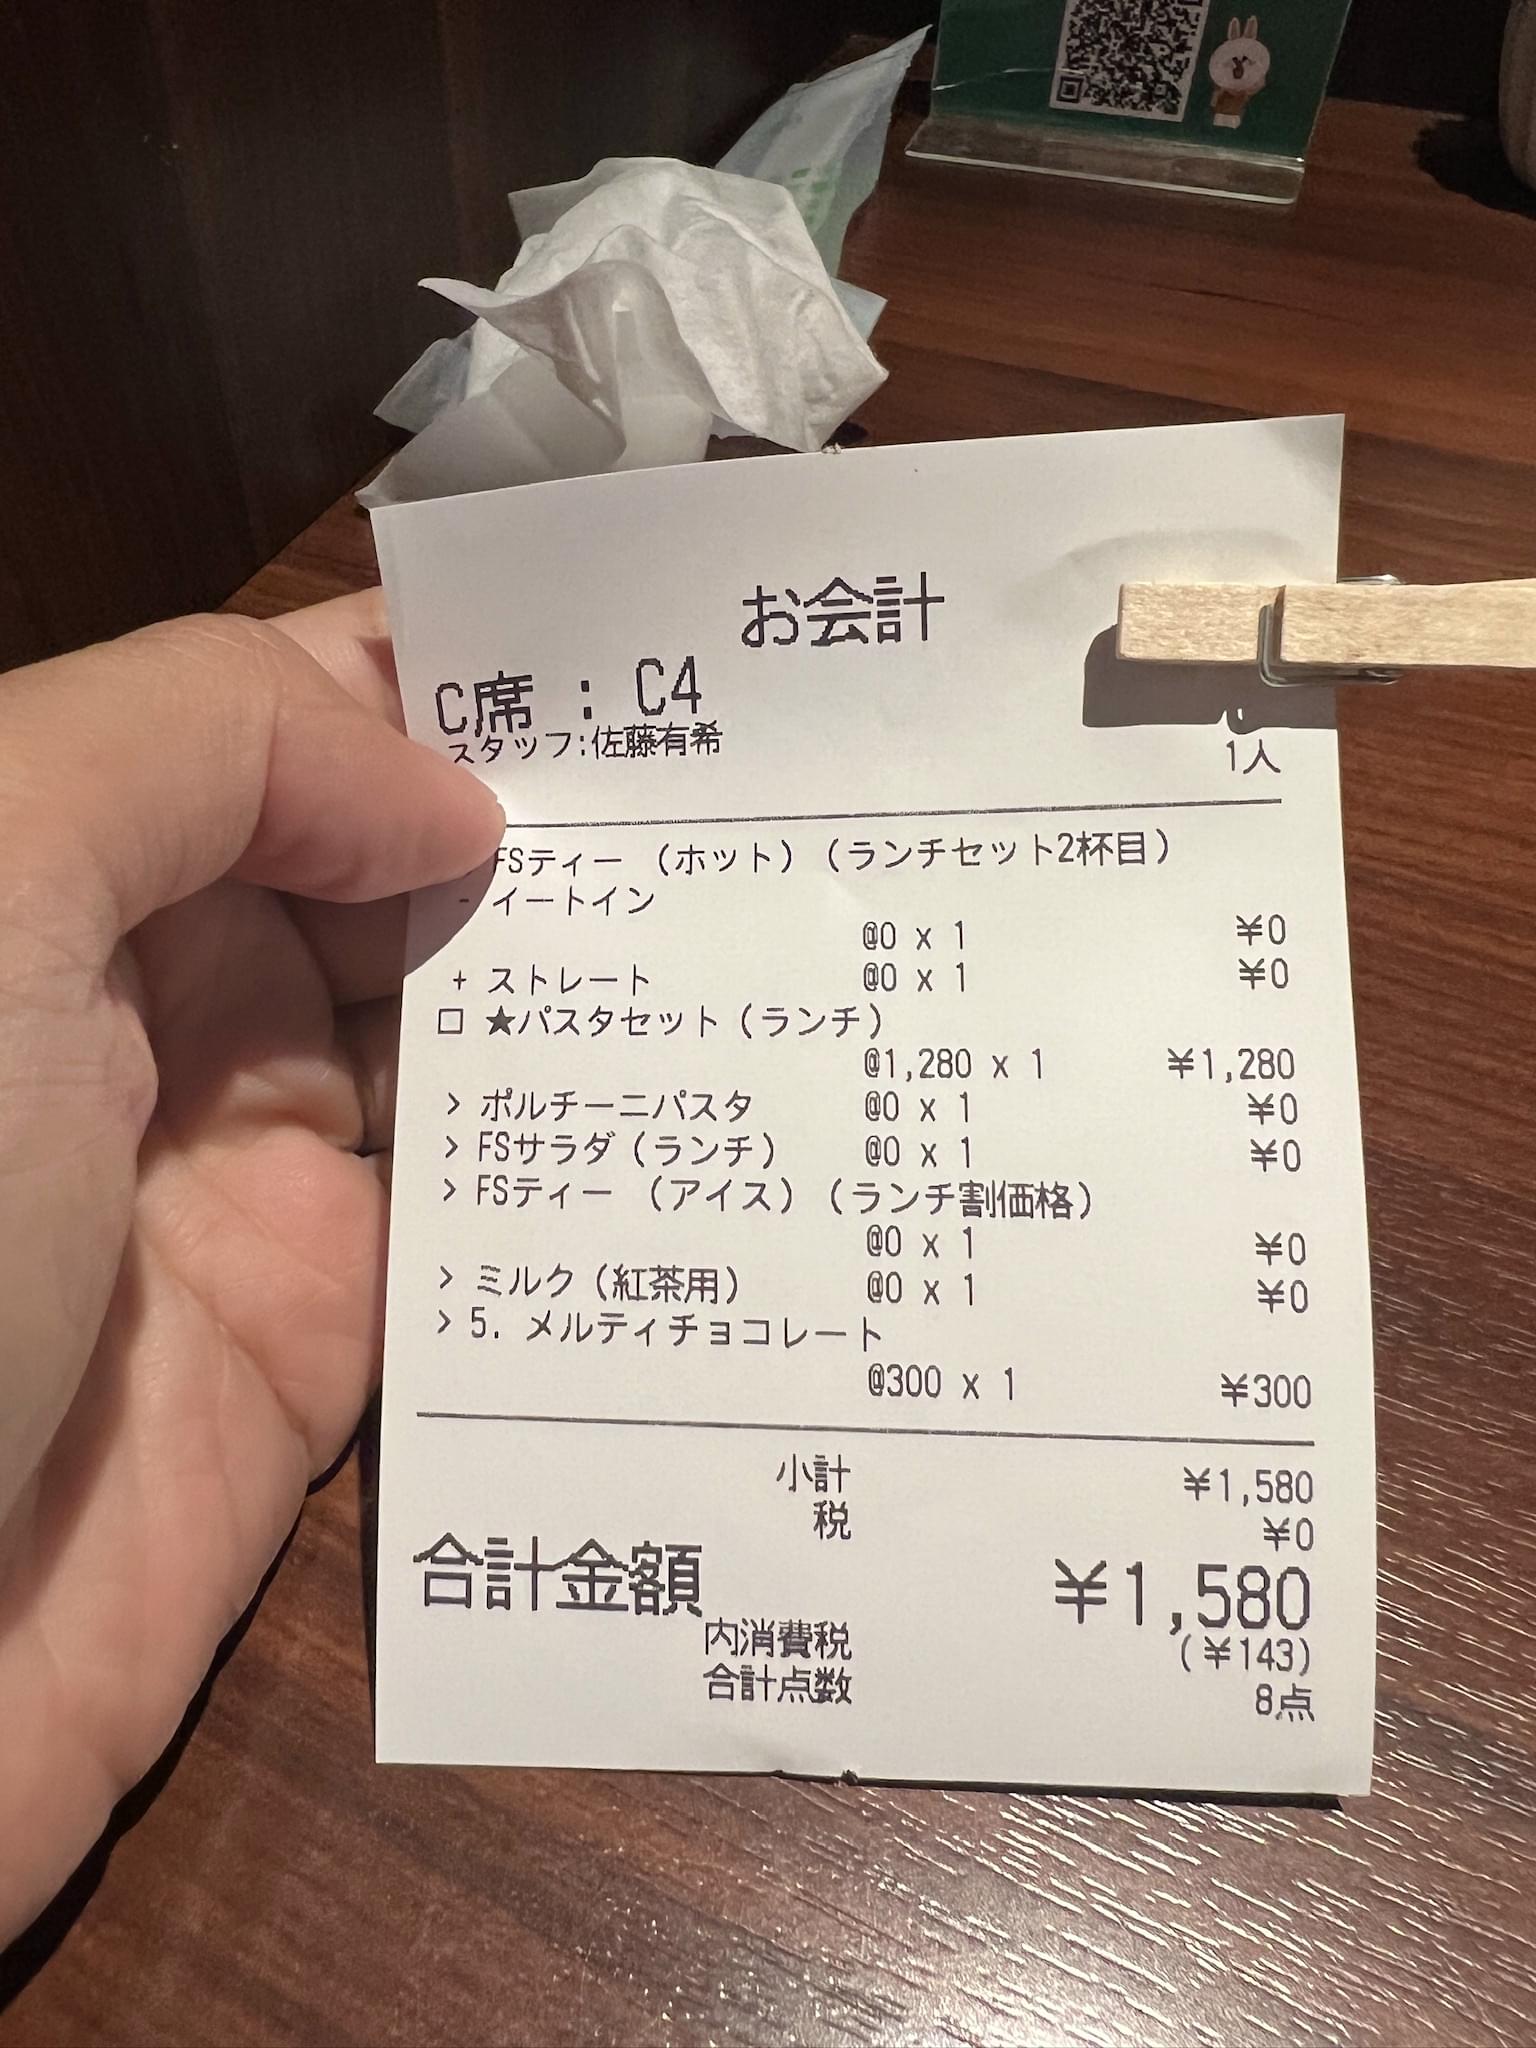 お会計
C席 : C4
スタッフ:佐藤有希
1人
FSティー (ホット) (ランチセット2杯目)
- イートイン
@0 x 1 ¥0
+ ストレート @0 x 1 ¥0
□ ★パスタセット(ランチ)
@1,280 x 1 ¥1,280
> ポルチーニパスタ @0 x 1 ¥0
> FSサラダ(ランチ) @0 x 1 ¥0
> FSティー (アイス) (ランチ割価格)
@0 x 1 ¥0
> ミルク(紅茶用) @0 x 1 ¥0
> 5. メルティチョコレート
@300 x 1 ¥300
小計 ¥1,580
税 ¥0
合計金額 ¥1,580
内消費税 (¥143)
合計点数 8点